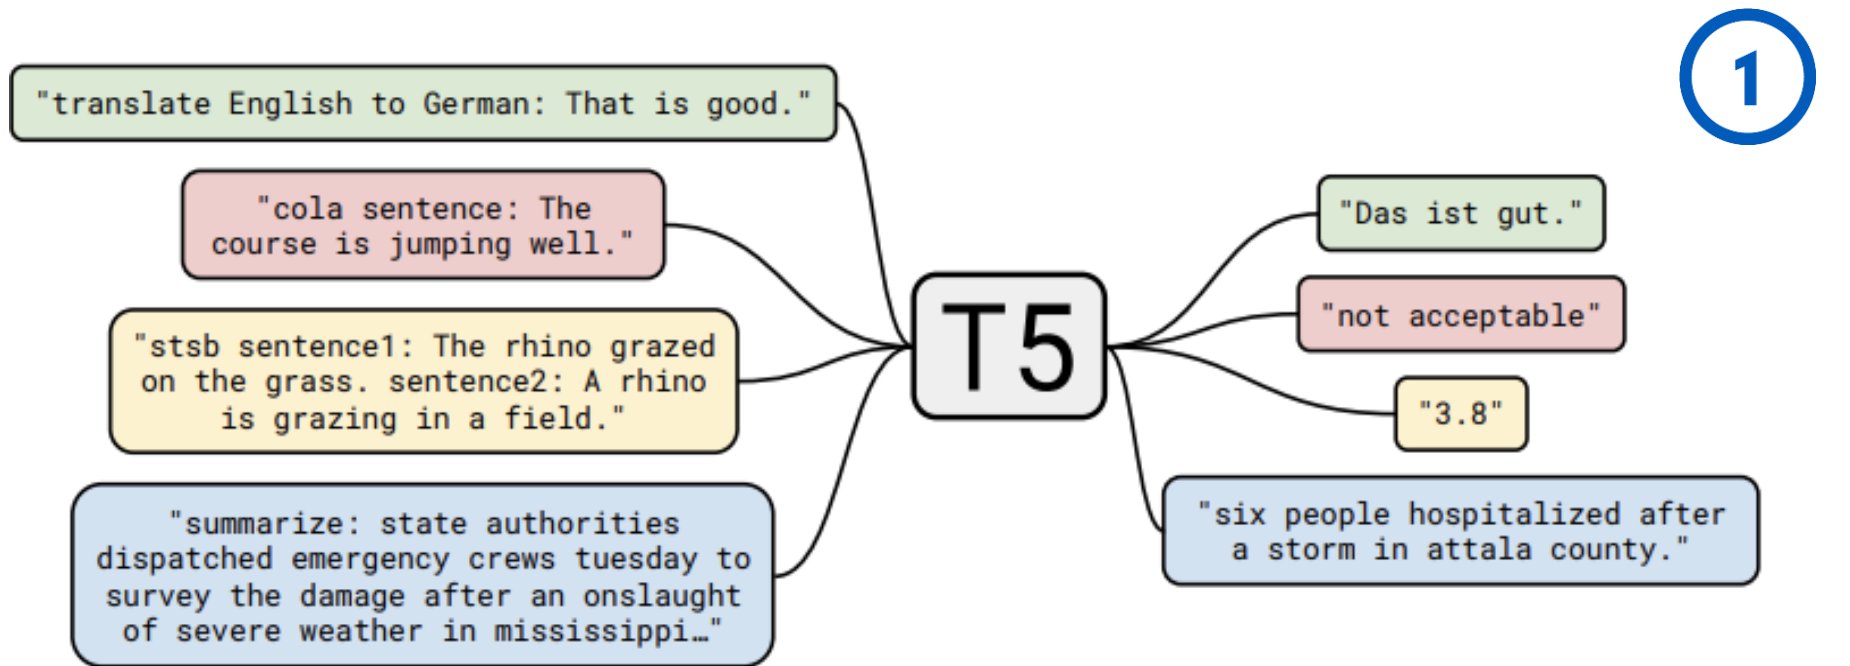 1
"translate English to German: That is good."
"cola sentence: The
course is jumping well."
"stsb sentence1: The rhino grazed
on the grass. sentence2: A rhino
is grazing in a field."
"summarize: state authorities
dispatched emergency crews tuesday to
survey the damage after an onslaught
of severe weather in mississippi…"
T5
"Das ist gut."
"not acceptable"
"3.8"
"six people hospitalized after
a storm in attala county."